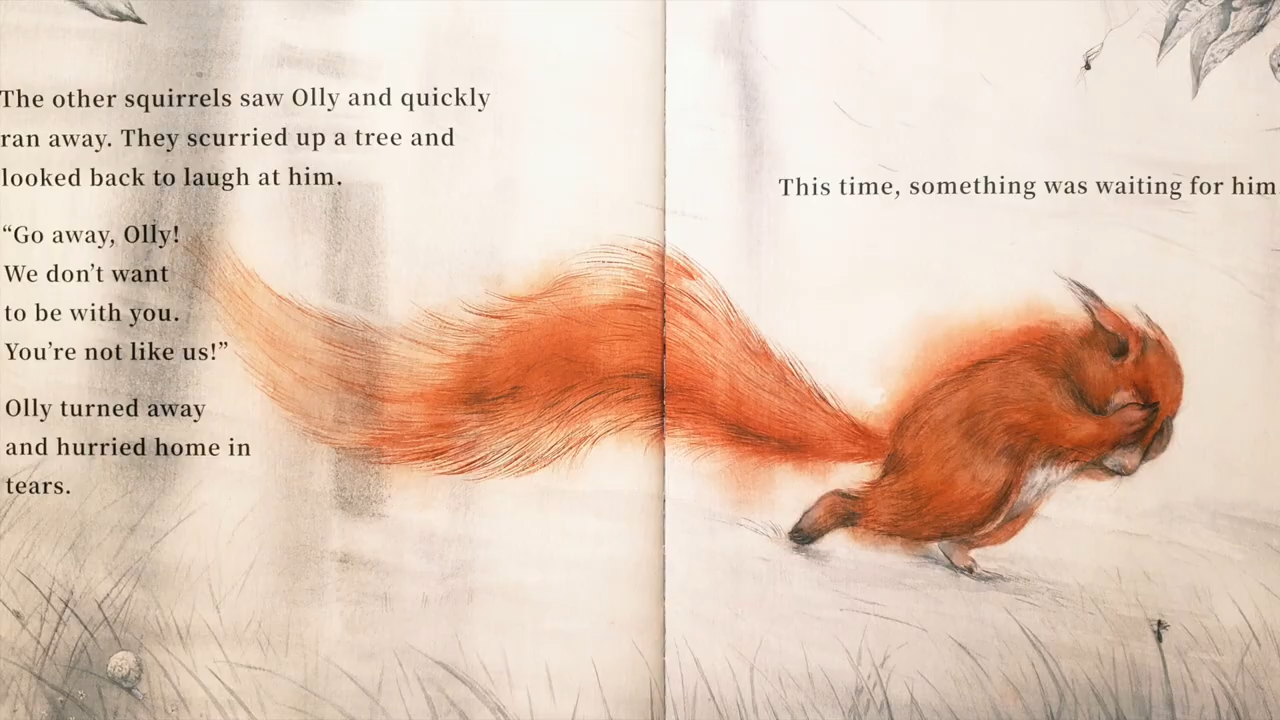 The other squirrels saw Olly and quickly
ran away. They scurried up a tree and
looked back to laugh at him.
“Go away, Olly!
We don’t want
to be with you.
You’re not like us!”
Olly turned away
and hurried home in
tears.
This time, something was waiting for him